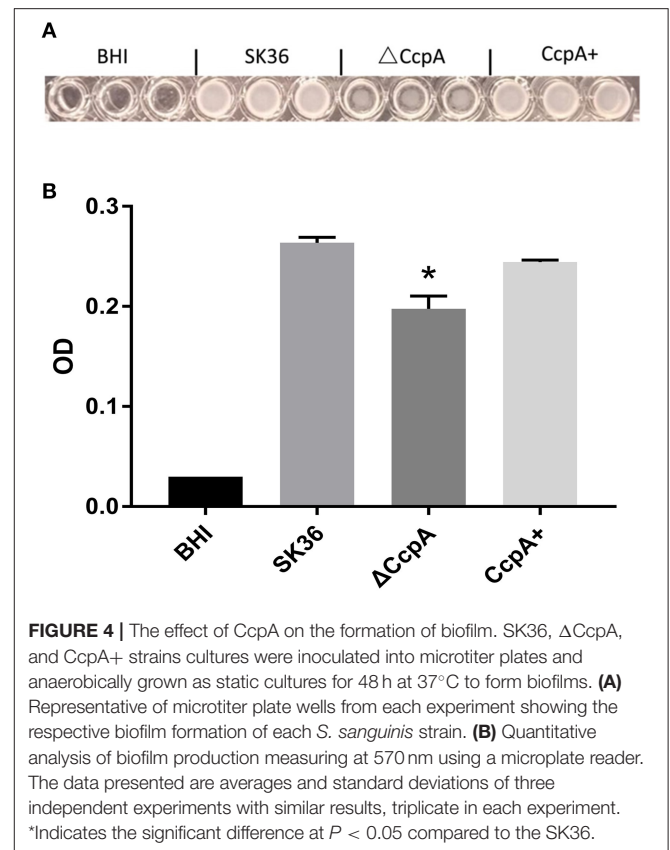 A
BHI | SK36 | △CcpA | CcpA+
B
0.3
0.2
0.1
0.0
OD
*
BHI
SK36
ΔCcpA
CcpA+
FIGURE 4 | The effect of CcpA on the formation of biofilm. SK36, ΔCcpA,
and CcpA+ strains cultures were inoculated into microtiter plates and
anaerobically grown as static cultures for 48 h at 37°C to form biofilms. (A)
Representative of microtiter plate wells from each experiment showing the
respective biofilm formation of each S. sanguinis strain. (B) Quantitative
analysis of biofilm production measuring at 570 nm using a microplate reader.
The data presented are averages and standard deviations of three
independent experiments with similar results, triplicate in each experiment.
*Indicates the significant difference at P < 0.05 compared to the SK36.